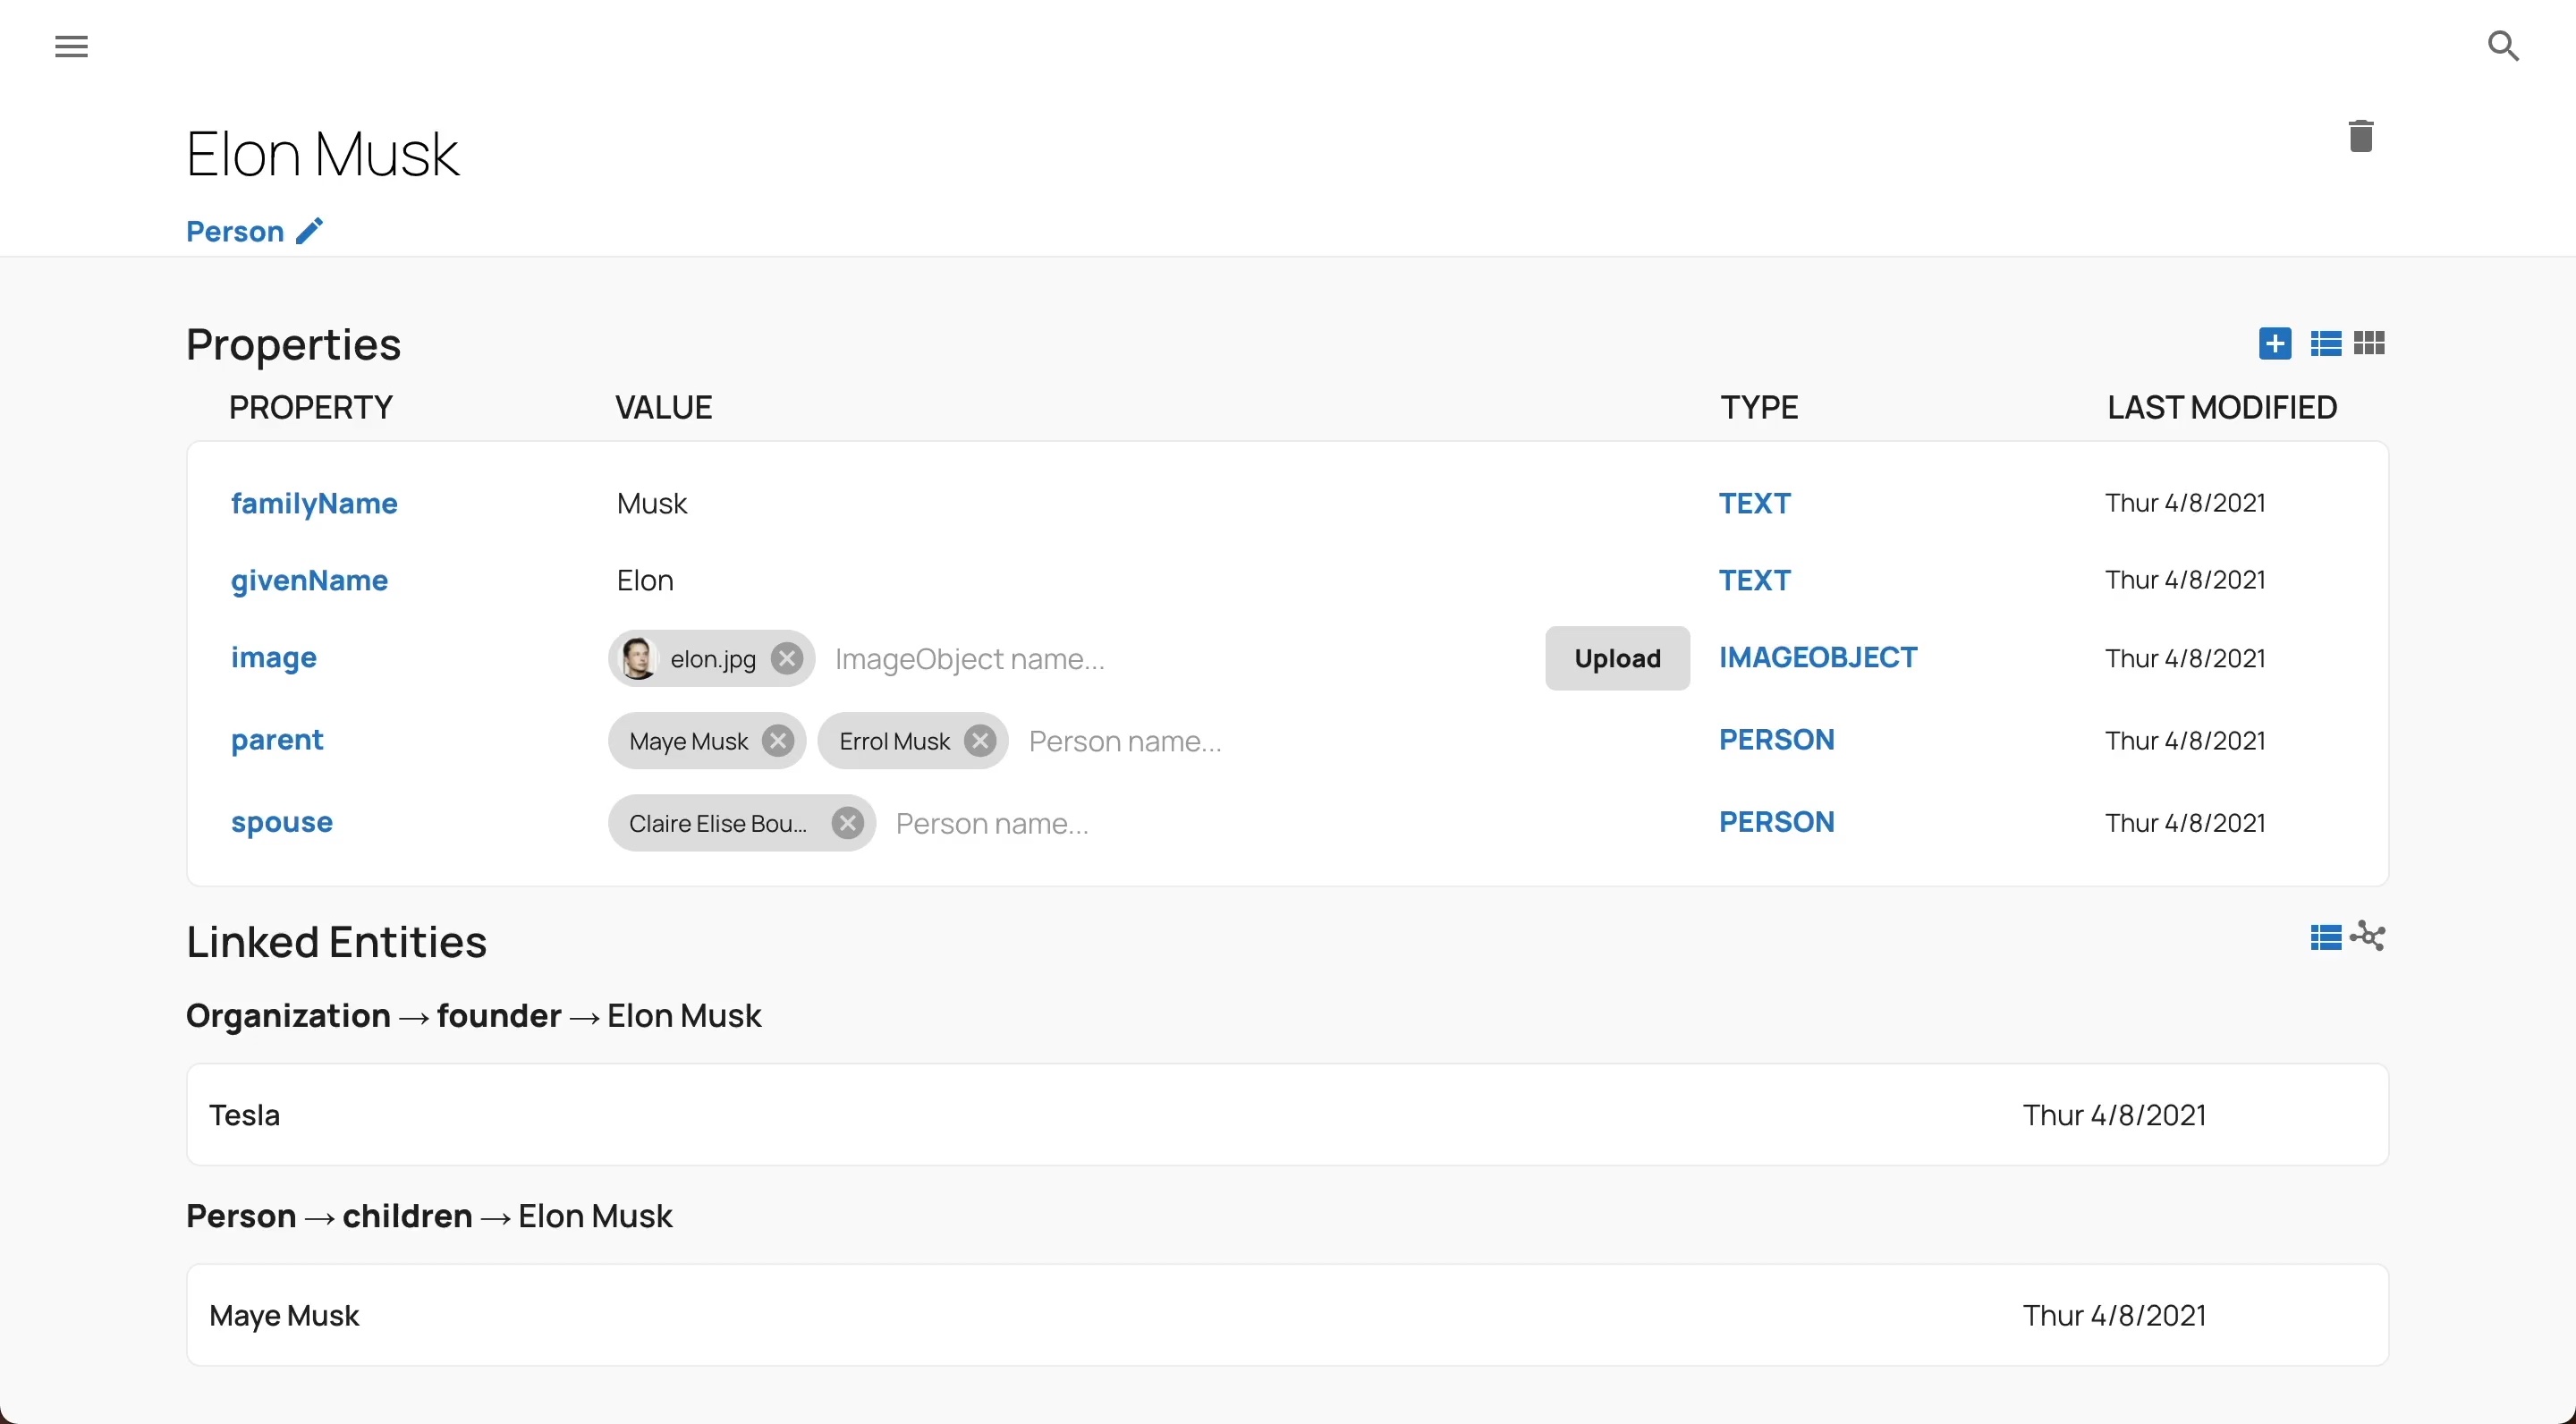 Elon Musk
Person
Properties
PROPERTY VALUE TYPE LAST MODIFIED
familyName Musk TEXT Thur 4/8/2021
givenName Elon TEXT Thur 4/8/2021
image elon.jpg ImageObject name... Upload IMAGEOBJECT Thur 4/8/2021
parent Maye Musk Errol Musk Person name... PERSON Thur 4/8/2021
spouse Claire Elise Bou... Person name... PERSON Thur 4/8/2021
Linked Entities
Organization → founder → Elon Musk
Tesla Thur 4/8/2021
Person → children → Elon Musk
Maye Musk Thur 4/8/2021